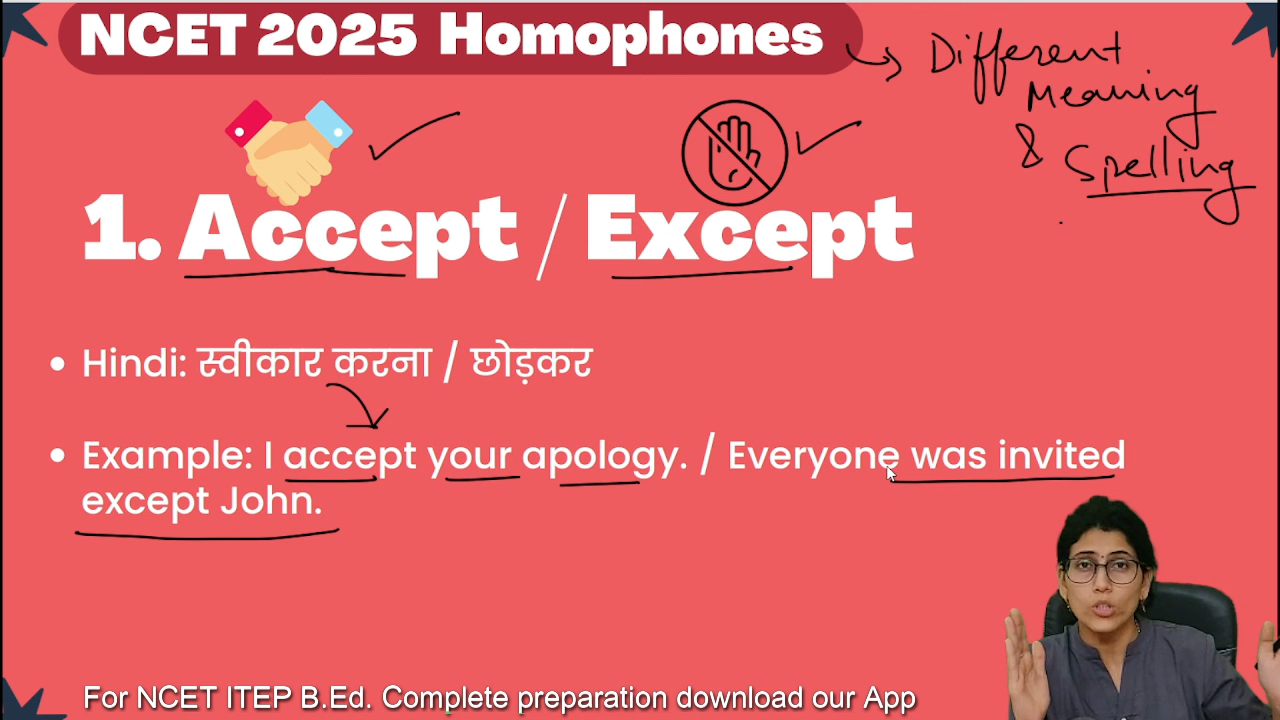 NCET 2025 Homophones
Different
Meaning
& Spelling
1. Accept / Except
• Hindi: स्वीकार करना / छोड़कर
• Example: I accept your apology. / Everyone was invited
except John.
For NCET ITEP B.Ed. Complete preparation download our App